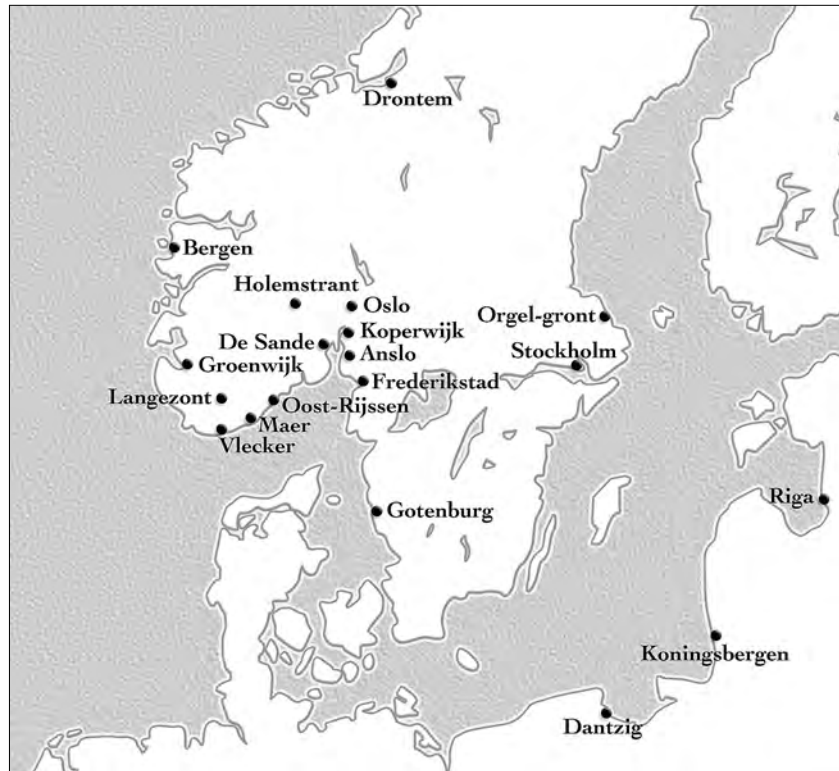 Drontem
Bergen
Holemstrant
Oslo
Orgel-gront
Koperwijk
De Sande
Anslo
Stockholm
Groenwijk
Frederikstad
Langezont
Oost-Rijssen
Maer
Vlecker
Riga
Gotenburg
Koningsbergen
Dantzig